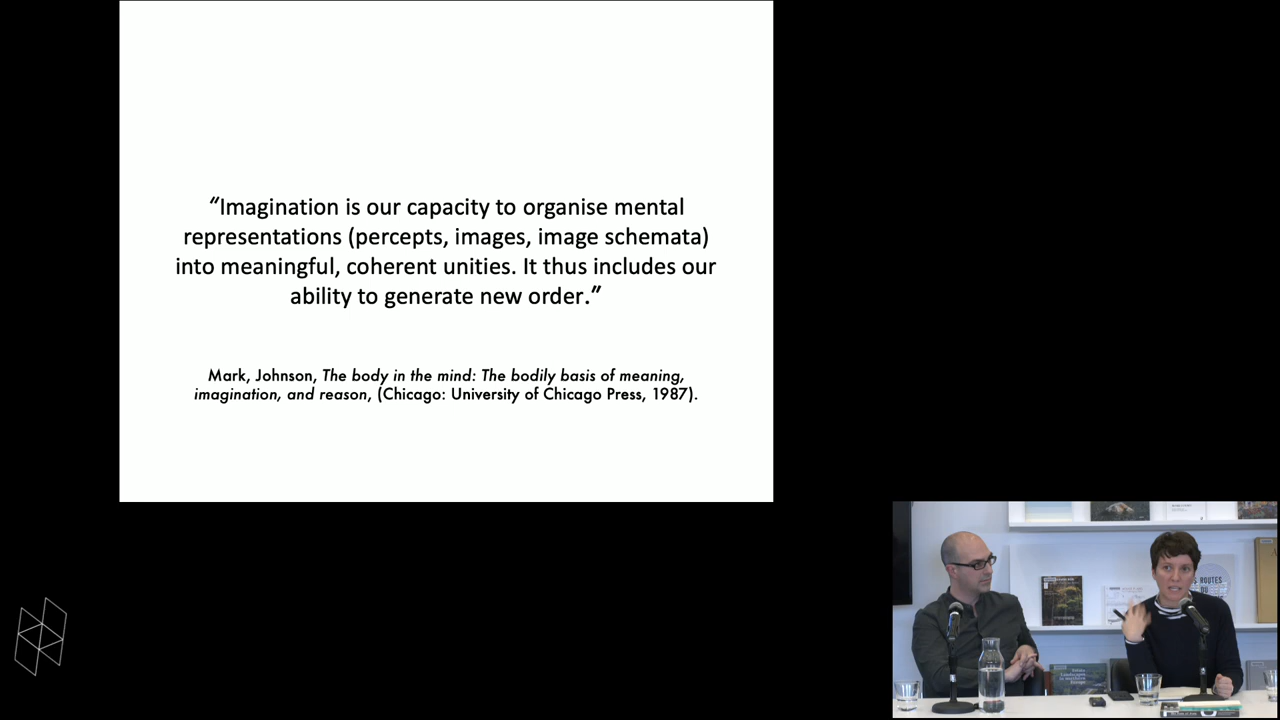 “Imagination is our capacity to organise mental
representations (percepts, images, image schemata)
into meaningful, coherent unities. It thus includes our
ability to generate new order.”
Mark, Johnson, The body in the mind: The bodily basis of meaning,
imagination, and reason, (Chicago: University of Chicago Press, 1987).
ROUTES